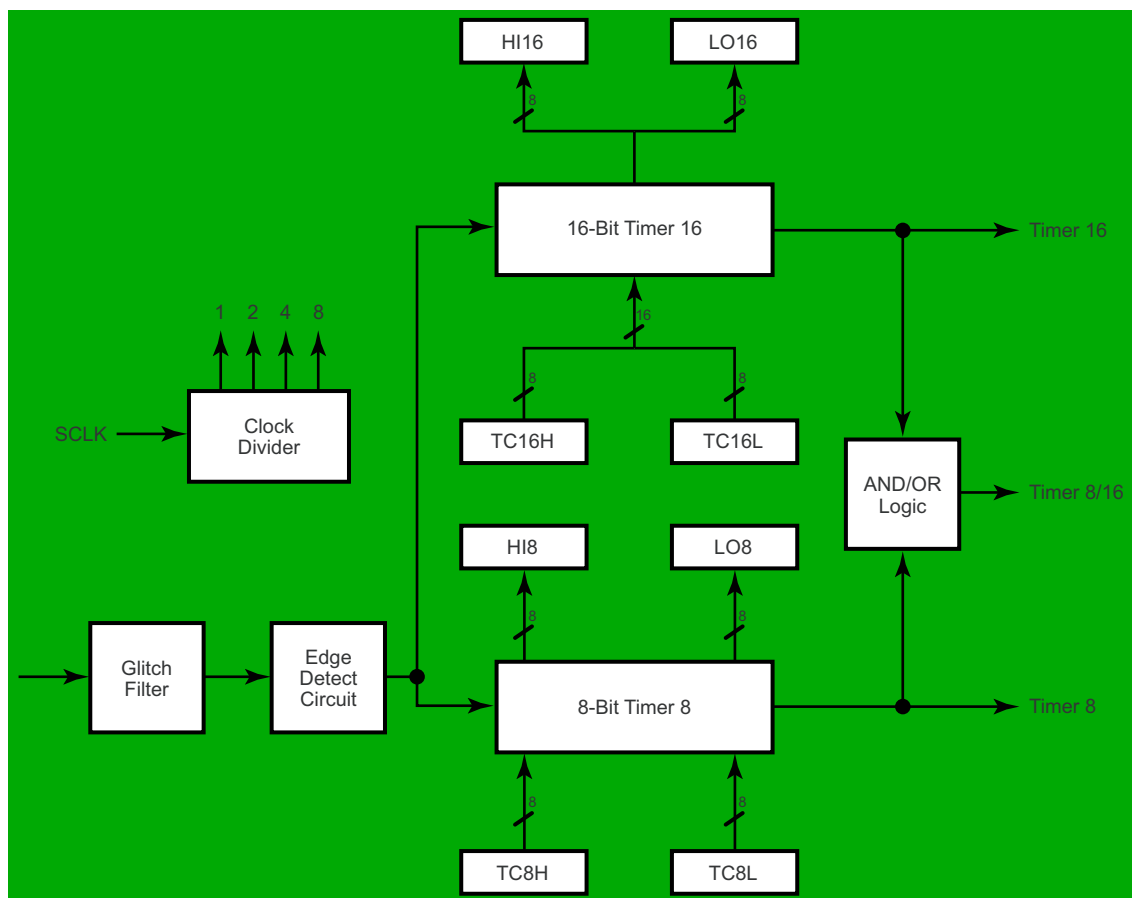 HI16 LO16
8 8
16-Bit Timer 16
Timer 16
1 2 4 8
16
8 8
SCLK
Clock
Divider
TC16H TC16L
AND/OR
Logic
Timer 8/16
HI8 LO8
8 8
Glitch
Filter
Edge
Detect
Circuit
8-Bit Timer 8
Timer 8
8 8
TC8H TC8L